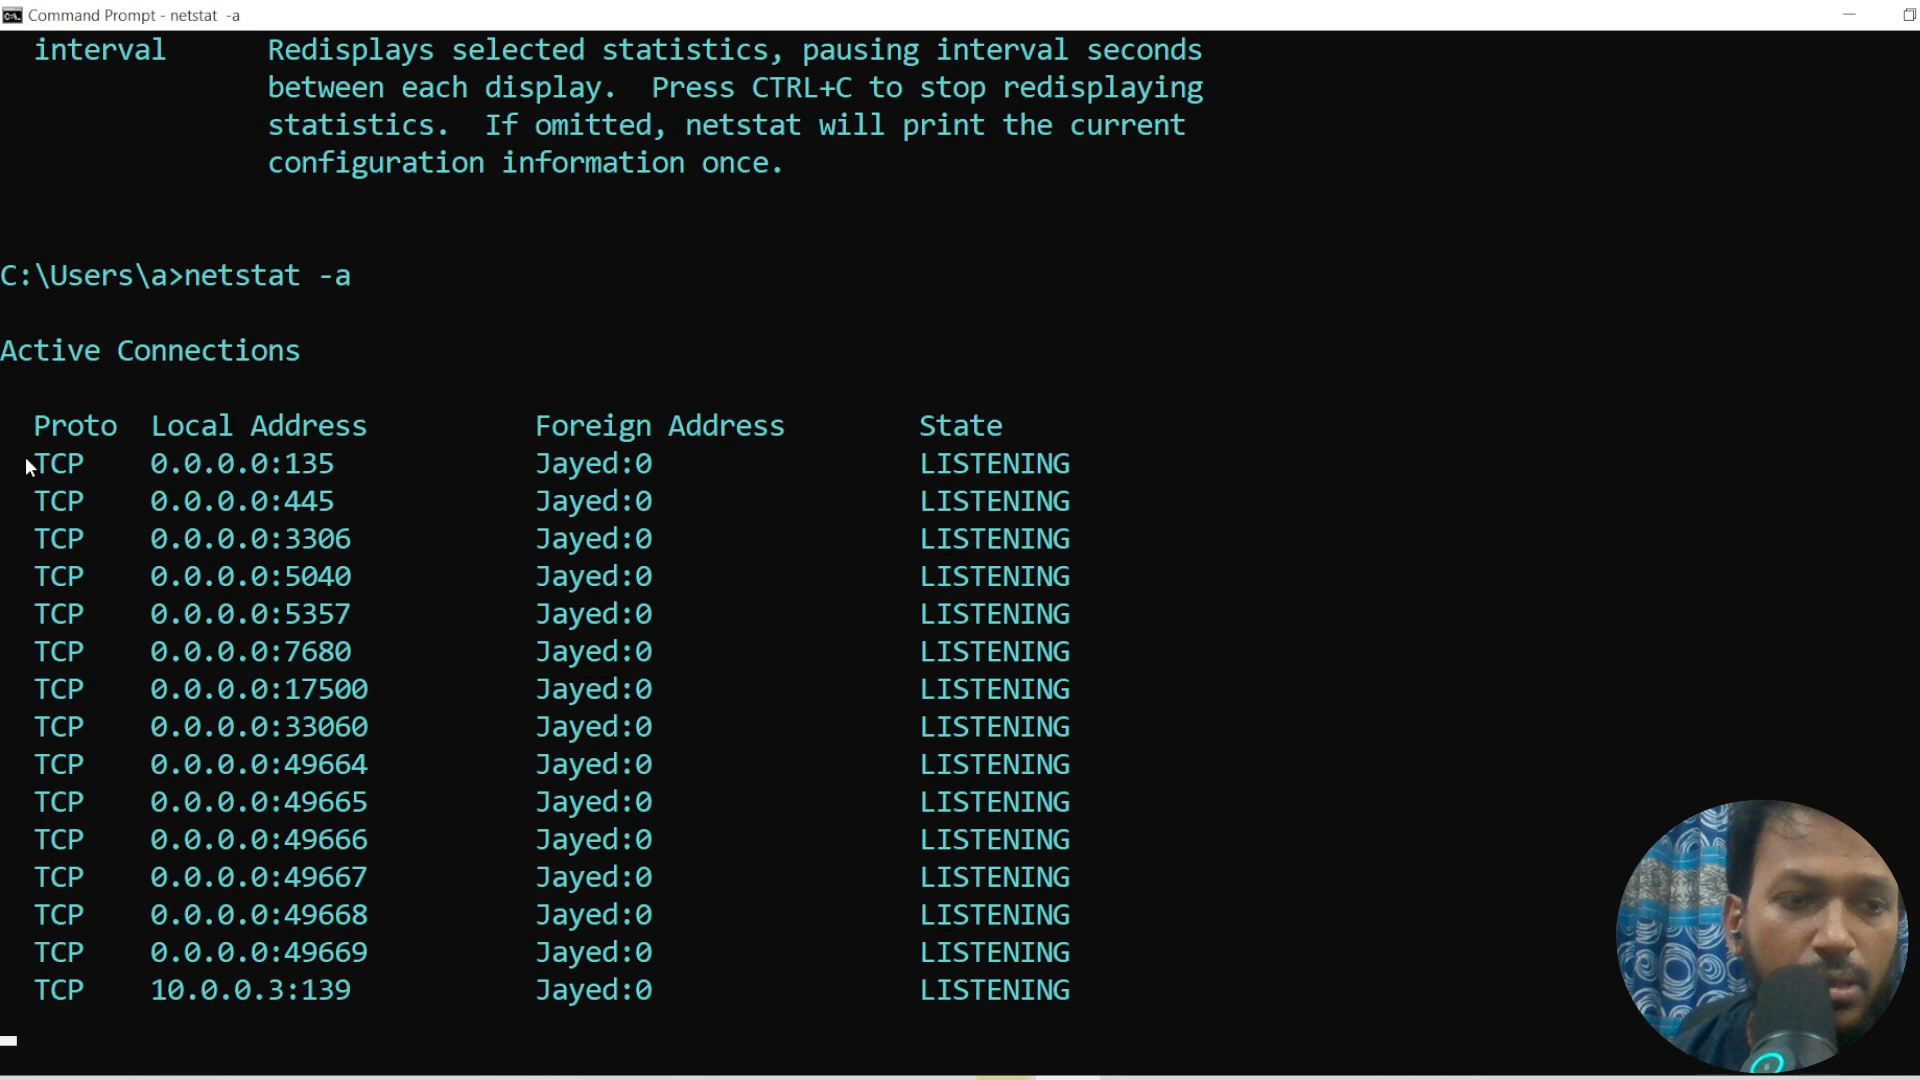 Command Prompt - netstat -a
interval Redisplays selected statistics, pausing interval seconds
between each display. Press CTRL+C to stop redisplaying
statistics. If omitted, netstat will print the current
configuration information once.
C:\Users\a>netstat -a
Active Connections
Proto Local Address Foreign Address State
TCP 0.0.0.0:135 Jayed:0 LISTENING
TCP 0.0.0.0:445 Jayed:0 LISTENING
TCP 0.0.0.0:3306 Jayed:0 LISTENING
TCP 0.0.0.0:5040 Jayed:0 LISTENING
TCP 0.0.0.0:5357 Jayed:0 LISTENING
TCP 0.0.0.0:7680 Jayed:0 LISTENING
TCP 0.0.0.0:17500 Jayed:0 LISTENING
TCP 0.0.0.0:33060 Jayed:0 LISTENING
TCP 0.0.0.0:49664 Jayed:0 LISTENING
TCP 0.0.0.0:49665 Jayed:0 LISTENING
TCP 0.0.0.0:49666 Jayed:0 LISTENING
TCP 0.0.0.0:49667 Jayed:0 LISTENING
TCP 0.0.0.0:49668 Jayed:0 LISTENING
TCP 0.0.0.0:49669 Jayed:0 LISTENING
TCP 10.0.0.3:139 Jayed:0 LISTENING